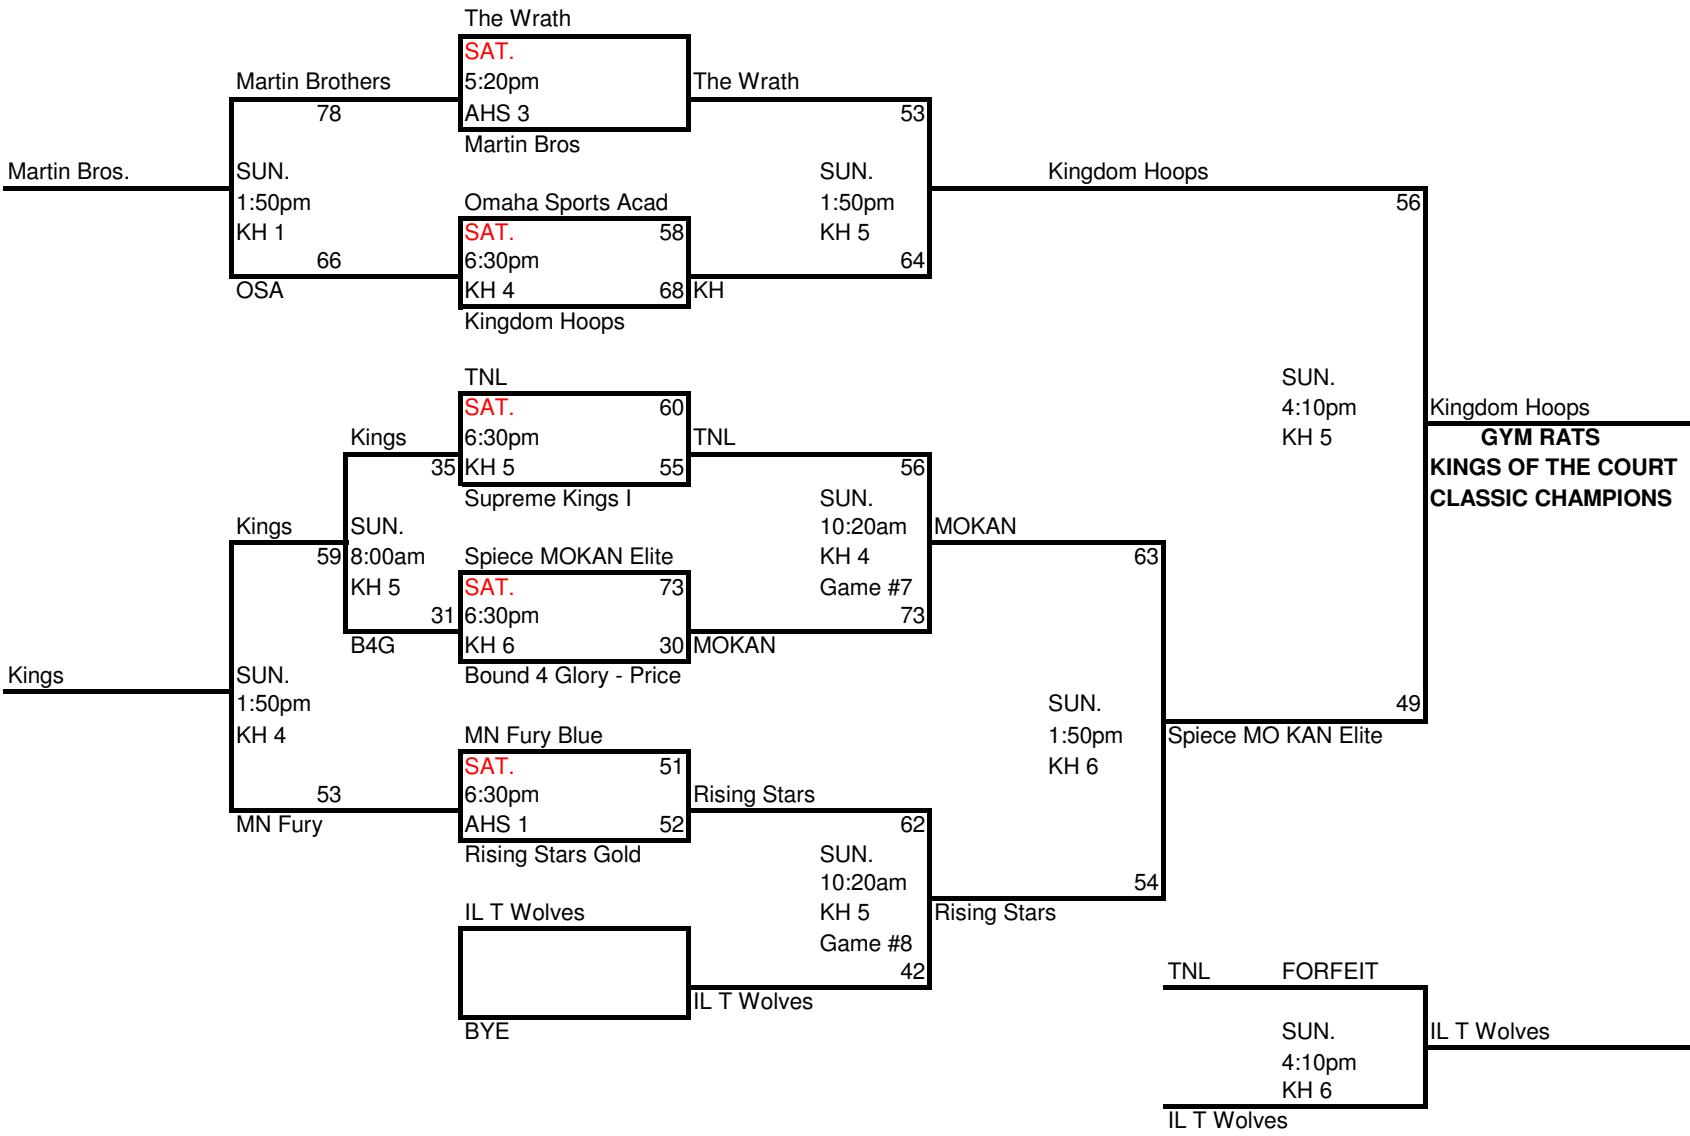 The Wrath
SAT.
Martin Brothers 5:20pm The Wrath
78 AHS 3 53
Martin Bros
Martin Bros. SUN. SUN. Kingdom Hoops
1:50pm Omaha Sports Acad 1:50pm 56
KH 1 SAT. 58 KH 5
66 6:30pm 64
OSA KH 4 68 KH
Kingdom Hoops
TNL SUN.
SAT. 60 4:10pm Kingdom Hoops
Kings 6:30pm TNL KH 5 GYM RATS
35 KH 5 55 56 KINGS OF THE COURT
Supreme Kings I SUN. CLASSIC CHAMPIONS
Kings SUN. 10:20am MOKAN
59 8:00am Spiece MOKAN Elite KH 4 63
KH 5 SAT. 73 Game #7
31 6:30pm 73
B4G KH 6 30 MOKAN
Kings SUN. Bound 4 Glory - Price
1:50pm SUN. 49
KH 4 MN Fury Blue 1:50pm Spiece MO KAN Elite
SAT. 51 KH 6
53 6:30pm Rising Stars
MN Fury AHS 1 52 62
Rising Stars Gold SUN.
10:20am 54
IL T Wolves KH 5 Rising Stars
Game #8
42 TNL FORFEIT
IL T Wolves
BYE SUN. IL T Wolves
4:10pm
KH 6
IL T Wolves